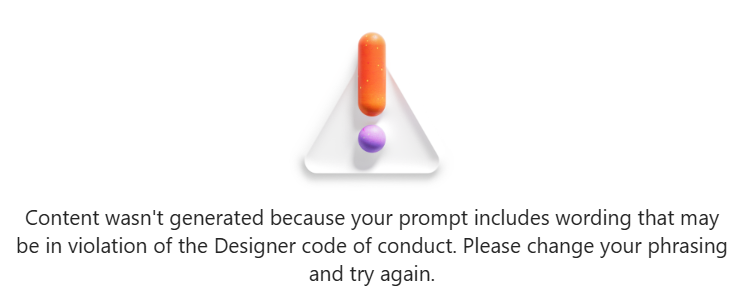 Content wasn't generated because your prompt includes wording that may
be in violation of the Designer code of conduct. Please change your phrasing
and try again.